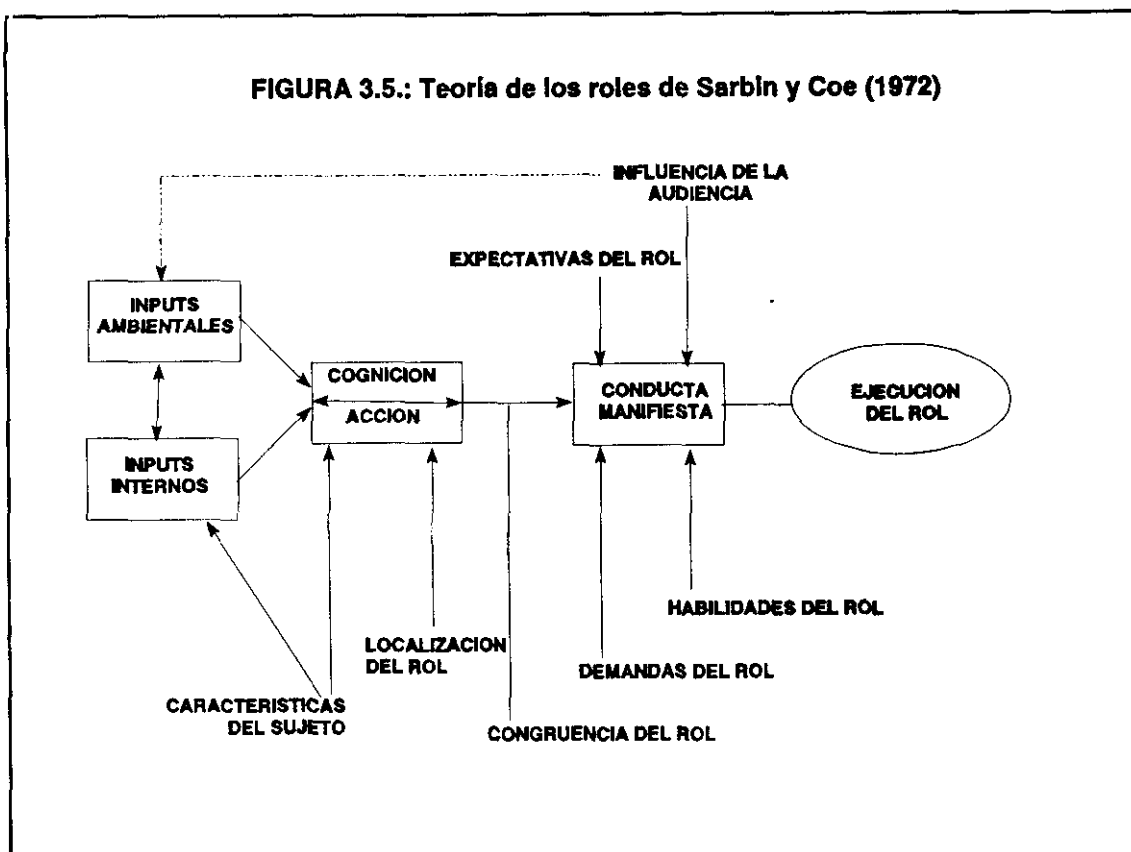 FIGURA 3.5.: Teoría de los roles de Sarbin y Coe (1972)
INFLUENCIA DE LA
AUDIENCIA
EXPECTATIVAS DEL ROL
INPUTS
AMBIENTALES
COGNICION
ACCION
CONDUCTA
MANIFIESTA
EJECUCION
DEL ROL
INPUTS
INTERNOS
HABILIDADES DEL ROL
LOCALIZACION
DEL ROL
DEMANDAS DEL ROL
CARACTERISTICAS
DEL SUJETO
CONGRUENCIA DEL ROL